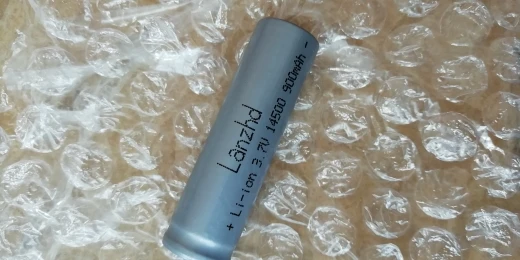 Lanzhd
+ Li-ion 3.7V 14500 900mAh -